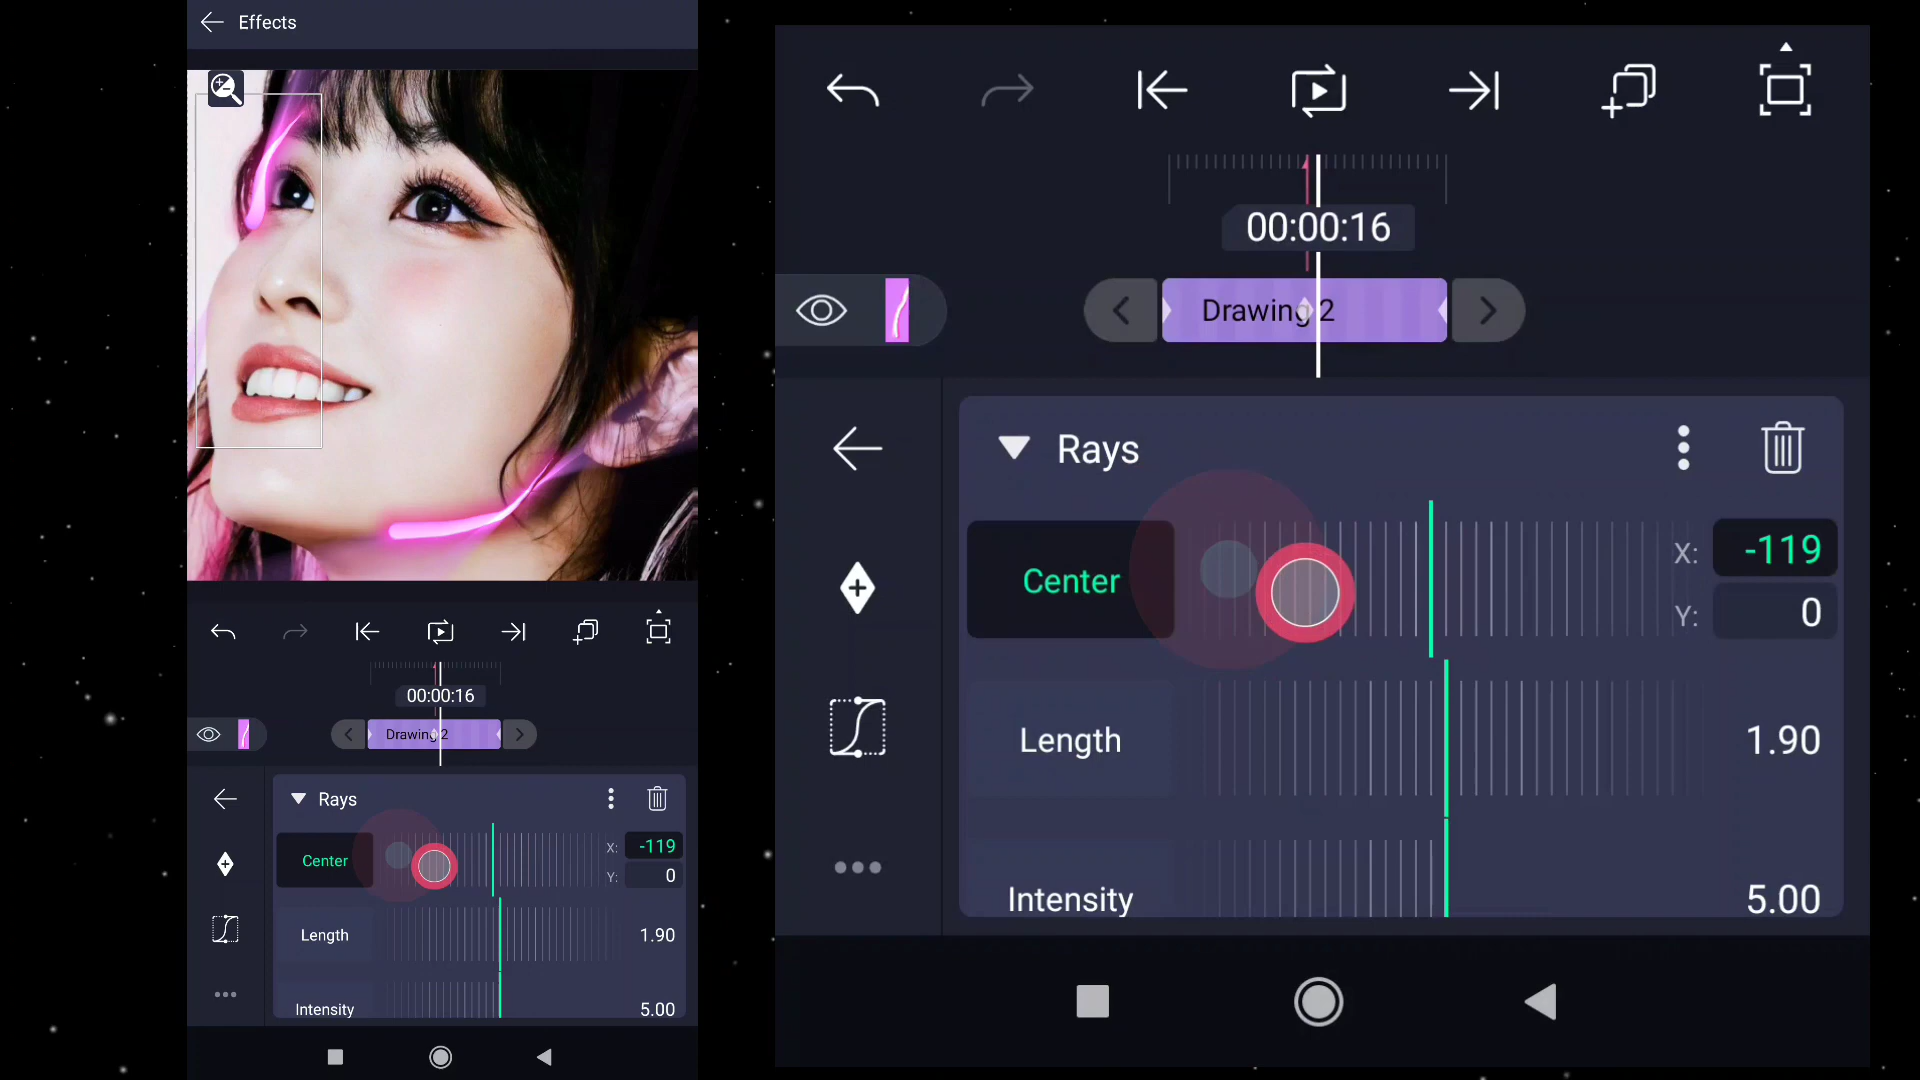 Effects
00:00:16
Drawing 2
Rays
Center
X: -119
Y: 0
Length
1.90
Intensity
5.00
00:00:16
Drawing 2
Rays
Center
X: -119
Y: 0
Length
1.90
Intensity
5.00